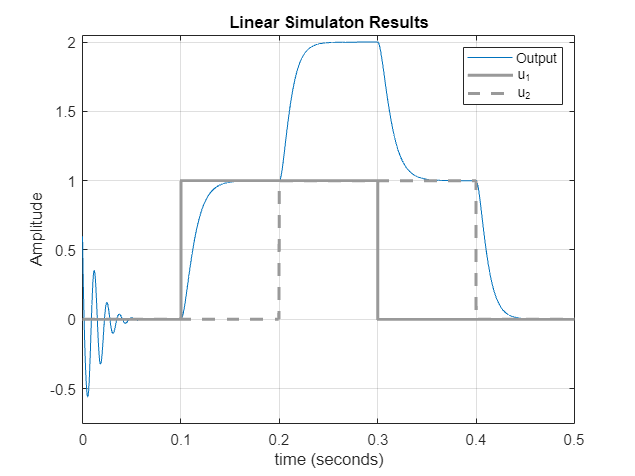 Linear Simulaton Results
Output
u₁
u₂
Amplitude
2
1.5
1
0.5
0
-0.5
0 0.1 0.2 0.3 0.4 0.5
time (seconds)